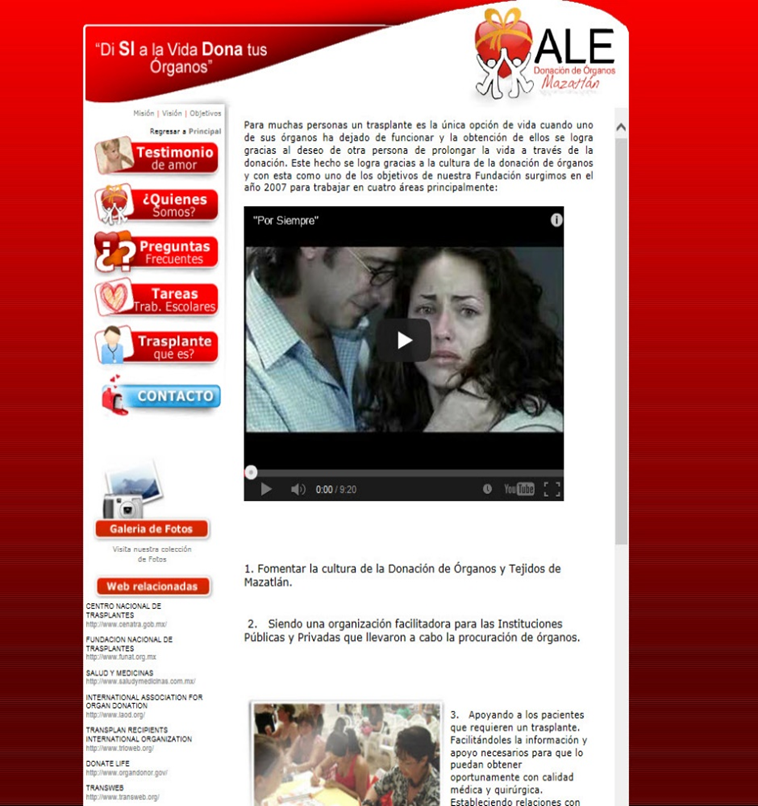 “Di SI a la Vida Dona tus
Órganos”
ALE
Donación de Órganos
Mazatlán
Misión | Visión | Objetivos
Regresar a Principal
Testimonio
de amor
¿Quienes
Somos?
Preguntas
Frecuentes
Tareas
Trab. Escolares
Trasplante
que es?
CONTACTO
Galeria de Fotos
Visita nuestra colección
de Fotos
Web relacionadas
CENTRO NACIONAL DE
TRASPLANTES
http://www.cenatra.gob.mx/
FUNDACION NACIONAL DE
TRASPLANTES
http://www.funat.org.mx
SALUD Y MEDICINAS
http://www.saludymedicinas.com.mx/
INTERNATIONAL ASSOCIATION FOR
ORGAN DONATION
http://www.iaod.org/
TRANSPLAN RECIPIENTS
INTERNATIONAL ORGANIZATION
http://www.trioweb.org/
DONATE LIFE
http://www.organdonor.gov/
TRANSWEB
http://www.transweb.org/
Para muchas personas un trasplante es la única opción de vida cuando uno
de sus órganos ha dejado de funcionar y la obtención de ellos se logra
gracias al deseo de otra persona de prolongar la vida a través de la
donación. Este hecho se logra gracias a la cultura de la donación de órganos
y con esta como uno de los objetivos de nuestra Fundación surgimos en el
año 2007 para trabajar en cuatro áreas principalmente:
"Por Siempre"
0:00 / 9:20
YouTube
1. Fomentar la cultura de la Donación de Órganos y Tejidos de
Mazatlán.
2. Siendo una organización facilitadora para las Instituciones
Públicas y Privadas que llevaron a cabo la procuración de órganos.
3. Apoyando a los pacientes
que requieren un trasplante.
Facilitándoles la información y
apoyo necesarios para que lo
puedan obtener
oportunamente con calidad
médica y quirúrgica.
Estableciendo relaciones con